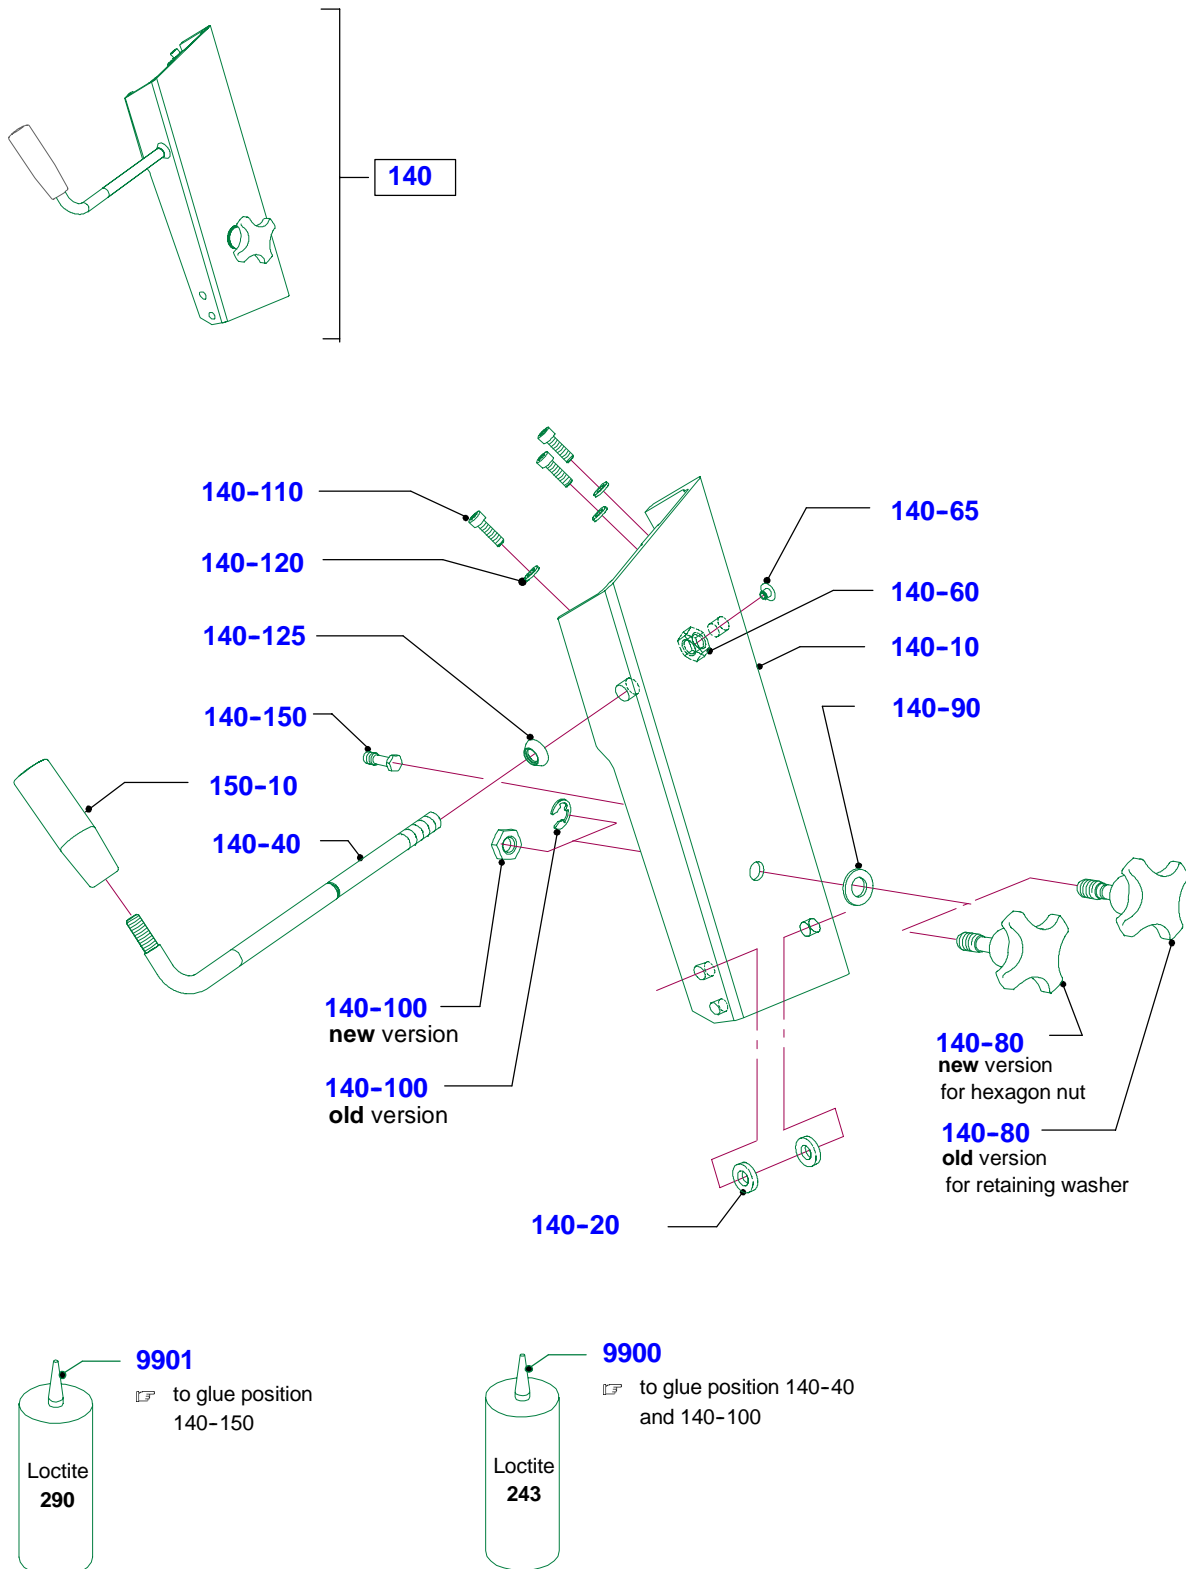 140
140-110
140-65
140-120
140-60
140-125
140-10
140-90
140-150
150-10
140-40
140-100
new version
140-80
new version
for hexagon nut
140-100
old version
140-80
old version
for retaining washer
140-20
9901
☞ to glue position
140-150
Loctite
290
9900
☞ to glue position 140-40
and 140-100
Loctite
243